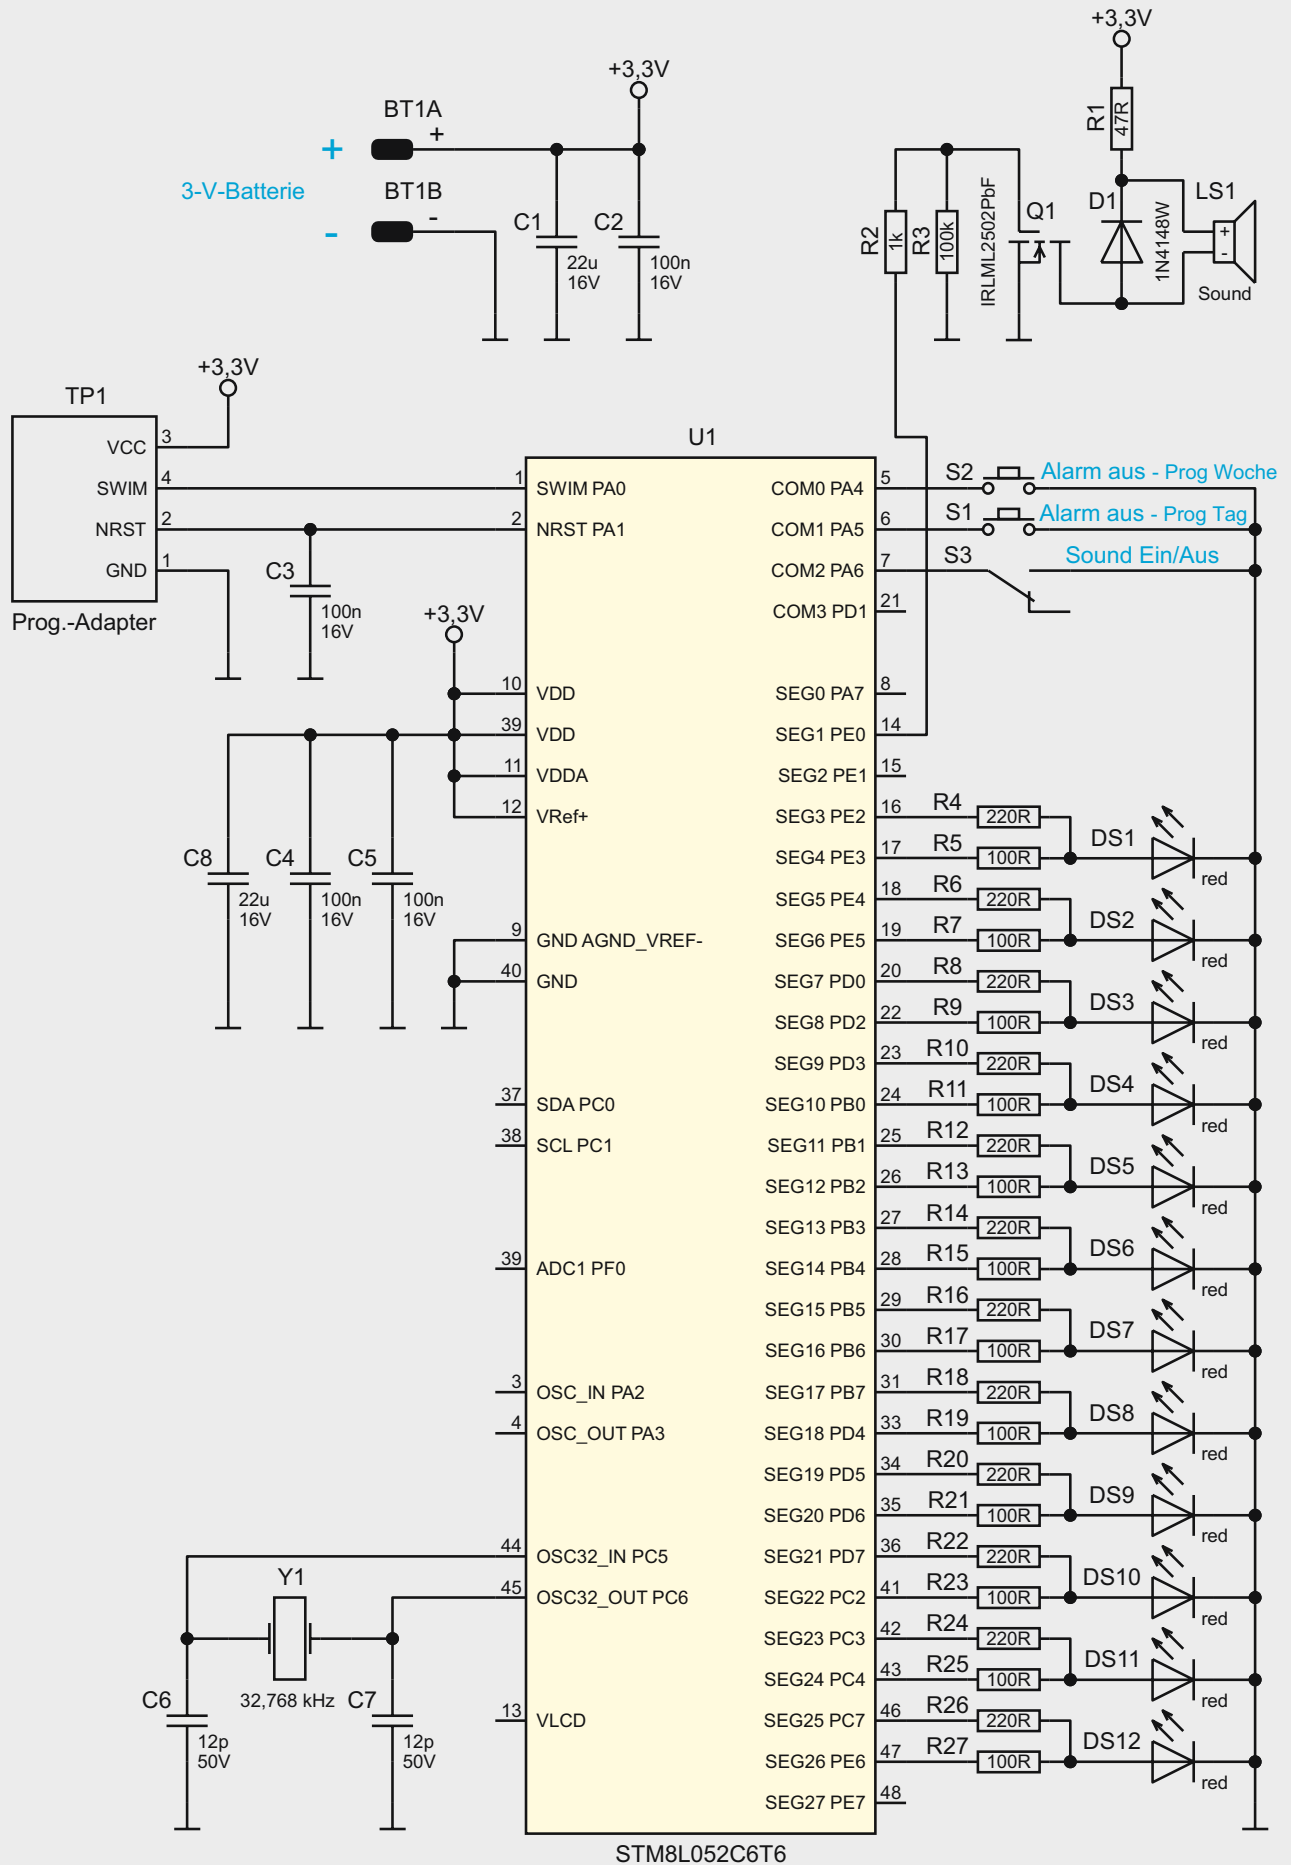 +3,3V
+3,3V
R1
47R
BT1A
+
+
3-V-Batterie
BT1B
-
-
C1
22u
16V
C2
100n
16V
R2
1k
R3
100k
IRLML2502PbF
Q1
D1
1N4148W
LS1
+
-
Sound
+3,3V
TP1
VCC 3
SWIM 4
NRST 2
GND 1
Prog.-Adapter
C3
100n
16V
+3,3V
U1
1 SWIM PA0
2 NRST PA1
10 VDD
39 VDD
11 VDDA
12 VRef+
C8
22u
16V
C4
100n
16V
C5
100n
16V
9 GND AGND_VREF-
40 GND
37 SDA PC0
38 SCL PC1
39 ADC1 PF0
3 OSC_IN PA2
4 OSC_OUT PA3
44 OSC32_IN PC5
45 OSC32_OUT PC6
13 VLCD
Y1
32,768 kHz
C6
12p
50V
C7
12p
50V
COM0 PA4 5 S2 Alarm aus - Prog Woche
COM1 PA5 6 S1 Alarm aus - Prog Tag
COM2 PA6 7 S3 Sound Ein/Aus
COM3 PD1 21
SEG0 PA7 8
SEG1 PE0 14
SEG2 PE1 15
SEG3 PE2 16 R4 220R
SEG4 PE3 17 R5 100R DS1 red
SEG5 PE4 18 R6 220R
SEG6 PE5 19 R7 100R DS2 red
SEG7 PD0 20 R8 220R
SEG8 PD2 22 R9 100R DS3 red
SEG9 PD3 23 R10 220R
SEG10 PB0 24 R11 100R DS4 red
SEG11 PB1 25 R12 220R
SEG12 PB2 26 R13 100R DS5 red
SEG13 PB3 27 R14 220R
SEG14 PB4 28 R15 100R DS6 red
SEG15 PB5 29 R16 220R
SEG16 PB6 30 R17 100R DS7 red
SEG17 PB7 31 R18 220R
SEG18 PD4 33 R19 100R DS8 red
SEG19 PD5 34 R20 220R
SEG20 PD6 35 R21 100R DS9 red
SEG21 PD7 36 R22 220R
SEG22 PC2 41 R23 100R DS10 red
SEG23 PC3 42 R24 220R
SEG24 PC4 43 R25 100R DS11 red
SEG25 PC7 46 R26 220R
SEG26 PE6 47 R27 100R DS12 red
SEG27 PE7 48
STM8L052C6T6